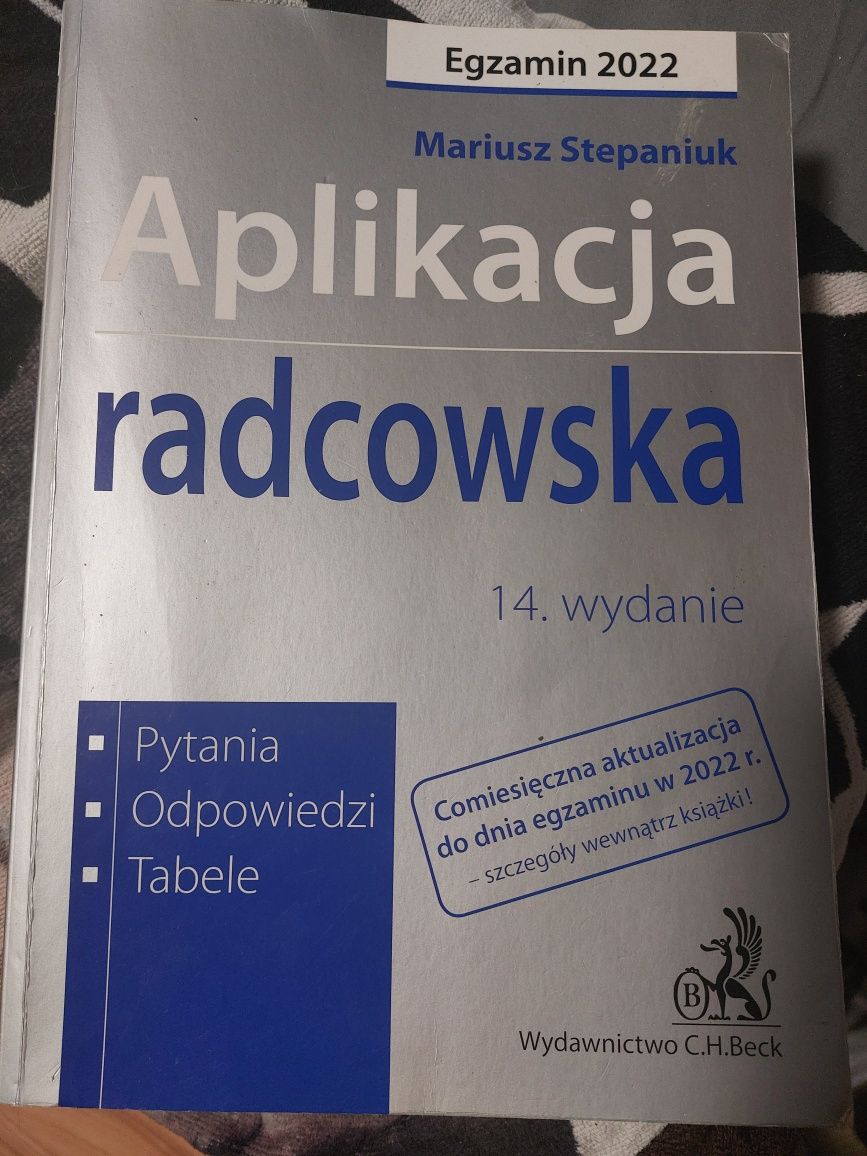 Egzamin 2022
Mariusz Stepaniuk
Aplikacja
radcowska
14. wydanie
Pytania
Odpowiedzi
Tabele
Comiesięczna aktualizacja
do dnia egzaminu w 2022 r.
– szczegóły wewnątrz książki!
B
Wydawnictwo C.H.Beck